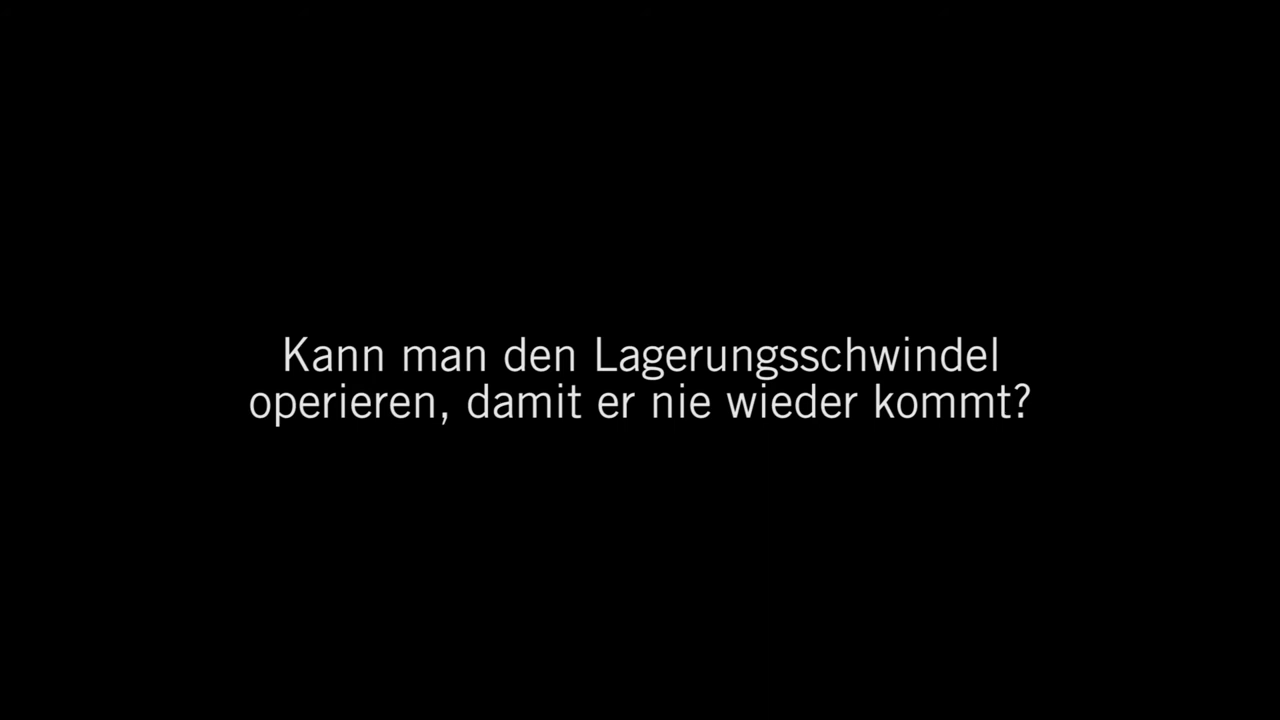 Kann man den Lagerungsschwindel
operieren, damit er nie wieder kommt?